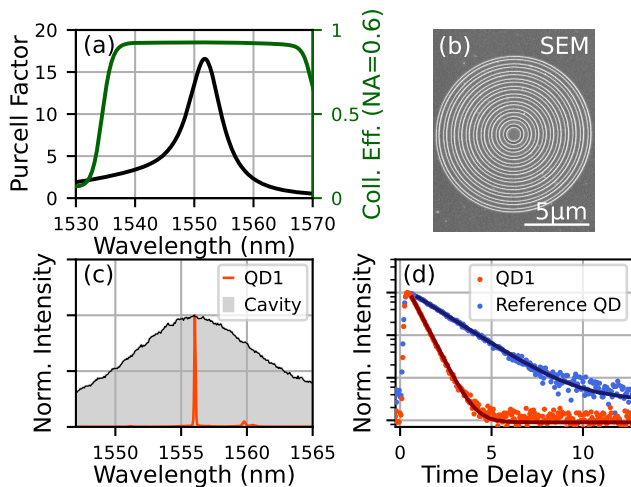 (a)
20
15
10
5
0
Purcell Factor
1
0.5
0
Coll. Eff. (NA=0.6)
1530 1540 1550 1560 1570
Wavelength (nm)
(b) SEM
5μm
(c)
QD1
Cavity
Norm. Intensity
1550 1555 1560 1565
Wavelength (nm)
(d)
QD1
Reference QD
Norm. Intensity
0 5 10
Time Delay (ns)